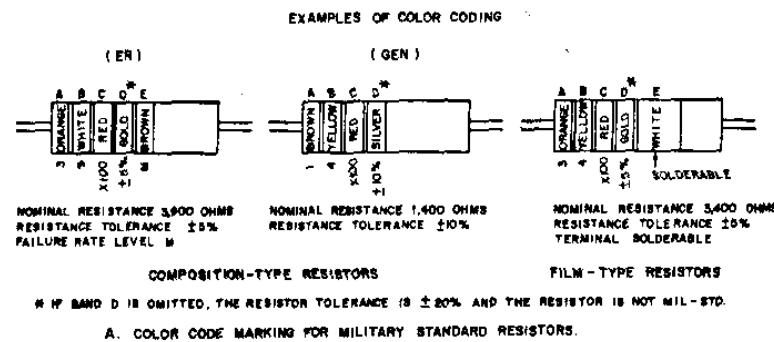 EXAMPLES OF COLOR CODING
(ER)
(GEN)
A B C D* E
ORANGE WHITE RED GOLD BROWN
3 9 X100 ±5% M
A B C D*
BROWN YELLOW RED SILVER
1 4 X100 ±10%
A B C D* E
ORANGE YELLOW RED GOLD WHITE
3 4 X100 ±5% SOLDERABLE
NOMINAL RESISTANCE 3,900 OHMS
RESISTANCE TOLERANCE ±5%
FAILURE RATE LEVEL M
NOMINAL RESISTANCE 1,400 OHMS
RESISTANCE TOLERANCE ±10%
NOMINAL RESISTANCE 3,400 OHMS
RESISTANCE TOLERANCE ±5%
TERMINAL SOLDERABLE
COMPOSITION-TYPE RESISTORS
FILM-TYPE RESISTORS
* IF BAND D IS OMITTED, THE RESISTOR TOLERANCE IS ±20% AND THE RESISTOR IS NOT MIL-STD.
A. COLOR CODE MARKING FOR MILITARY STANDARD RESISTORS.